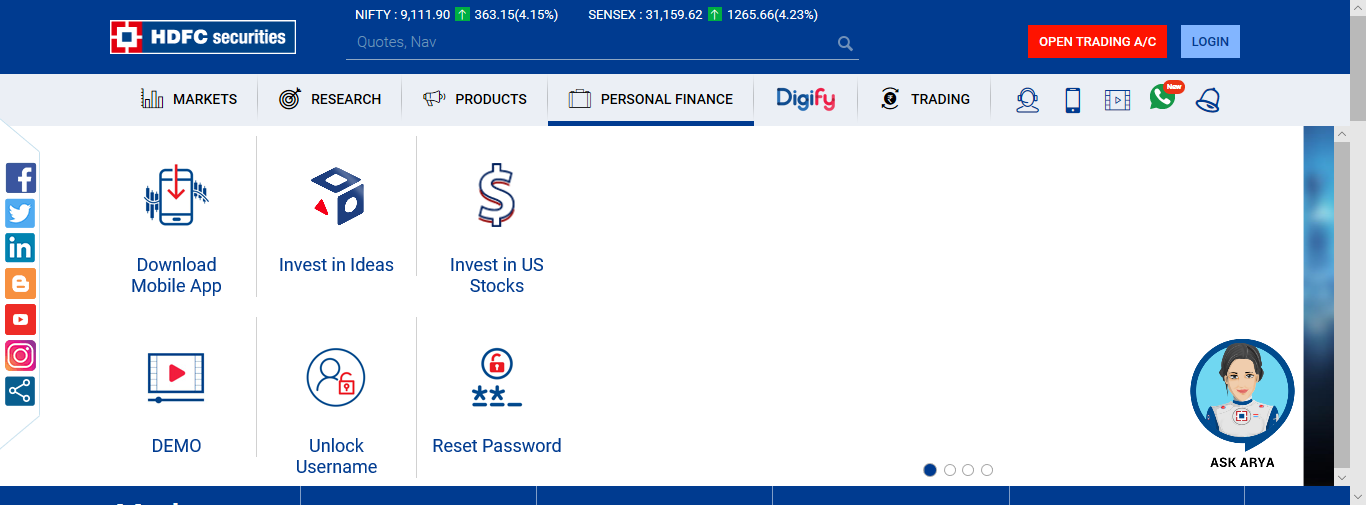 NIFTY : 9,111.90 363.15(4.15%) SENSEX : 31,159.62 1265.66(4.23%)
HDFC securities
Quotes, Nav
OPEN TRADING A/C
LOGIN
MARKETS
RESEARCH
PRODUCTS
PERSONAL FINANCE
DigiFy
TRADING
New
Download
Mobile App
Invest in Ideas
Invest in US
Stocks
DEMO
Unlock
Username
Reset Password
ASK ARYA